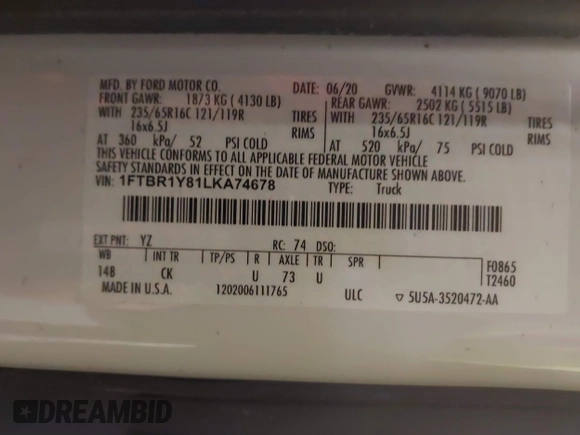 MFD. BY FORD MOTOR CO.
DATE: 06/20
GVWR: 4114 KG ( 9070 LB)
FRONT GAWR: 1873 KG ( 4130 LB)
REAR GAWR: 2502 KG ( 5515 LB)
WITH 235/65R16C 121/119R TIRES
WITH 235/65R16C 121/119R TIRES
16x6.5J RIMS
16x6.5J RIMS
AT 360 kPa/ 52 PSI COLD
AT 520 kPa/ 75 PSI COLD
THIS VEHICLE CONFORMS TO ALL APPLICABLE FEDERAL MOTOR VEHICLE
SAFETY STANDARDS IN EFFECT ON THE DATE OF MANUFACTURE SHOWN ABOVE.
VIN: 1FTBR1Y81LKA74678
TYPE: Truck
EXT PNT: YZ RC: 74 DSO:
WB INT TR TP/PS R AXLE TR SPR
148 CK U 73 U
F0865
T2460
MADE IN U.S.A. 1202006111765 ULC ▽ 5U5A-3520472-AA
DREAMBID